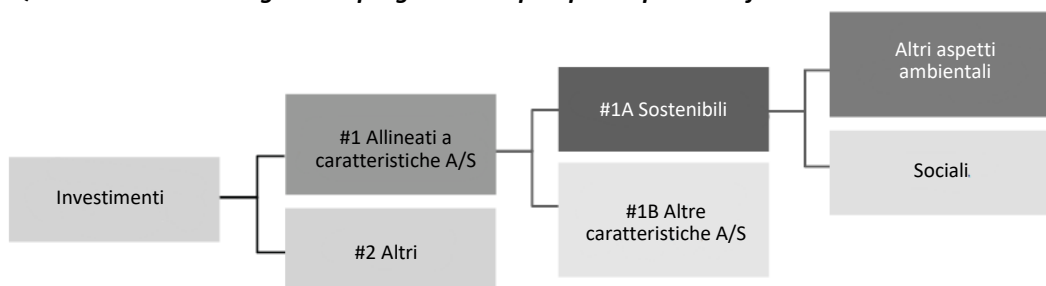 Altri aspetti
ambientali
#1A Sostenibili
#1 Allineati a
caratteristiche A/S
Sociali.
Investimenti
#1B Altre
caratteristiche A/S
#2 Altri